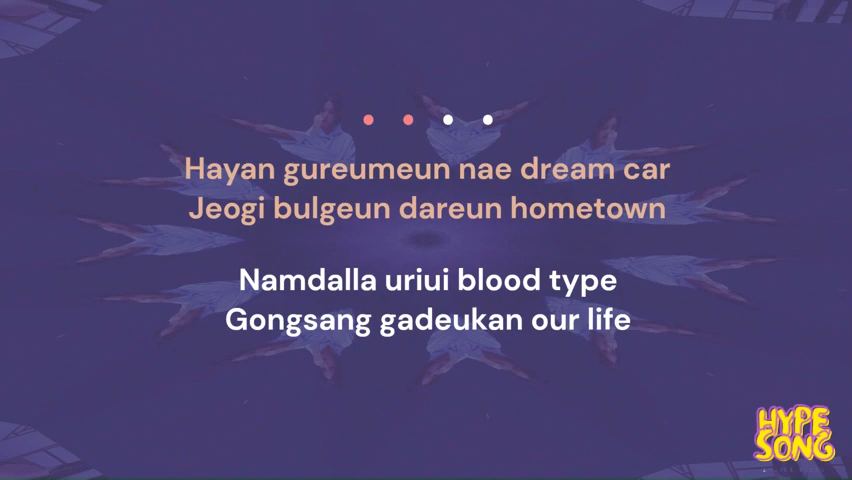 Hayan gureumeun nae dream car
Jeogi bulgeun dareun hometown
Namdalla uriui blood type
Gongsang gadeukan our life
HYPE
SONG